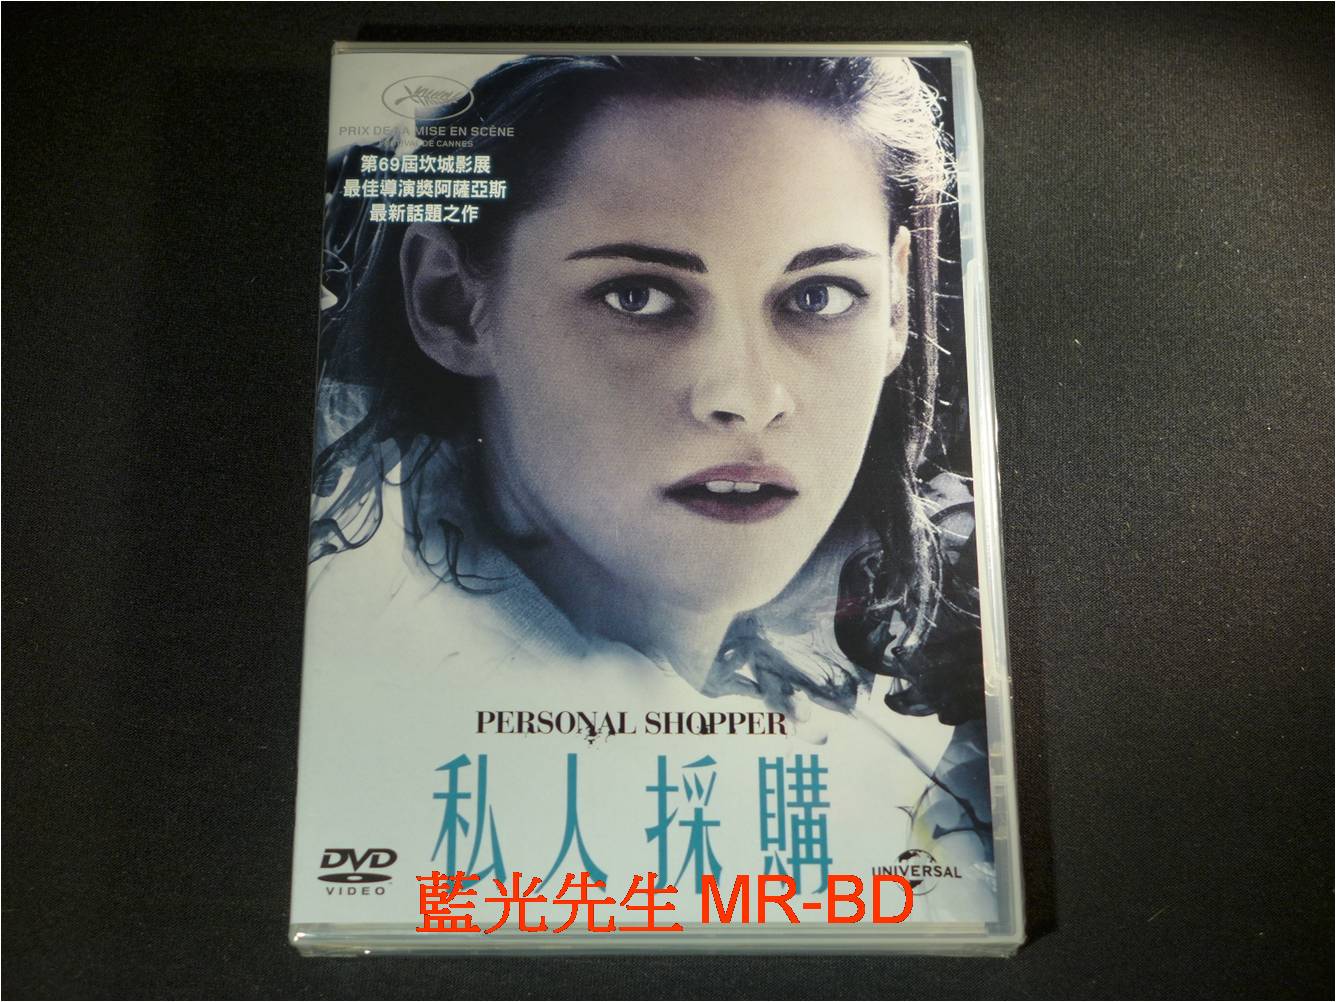 PRIX DE LA MISE EN SCÈNE
DE CANNES
第69屆坎城影展
最佳導演獎阿薩亞斯
最新話題之作
PERSONAL SHOPPER
私人採購
DVD
VIDEO
UNIVERSAL
藍光先生 MR-BD